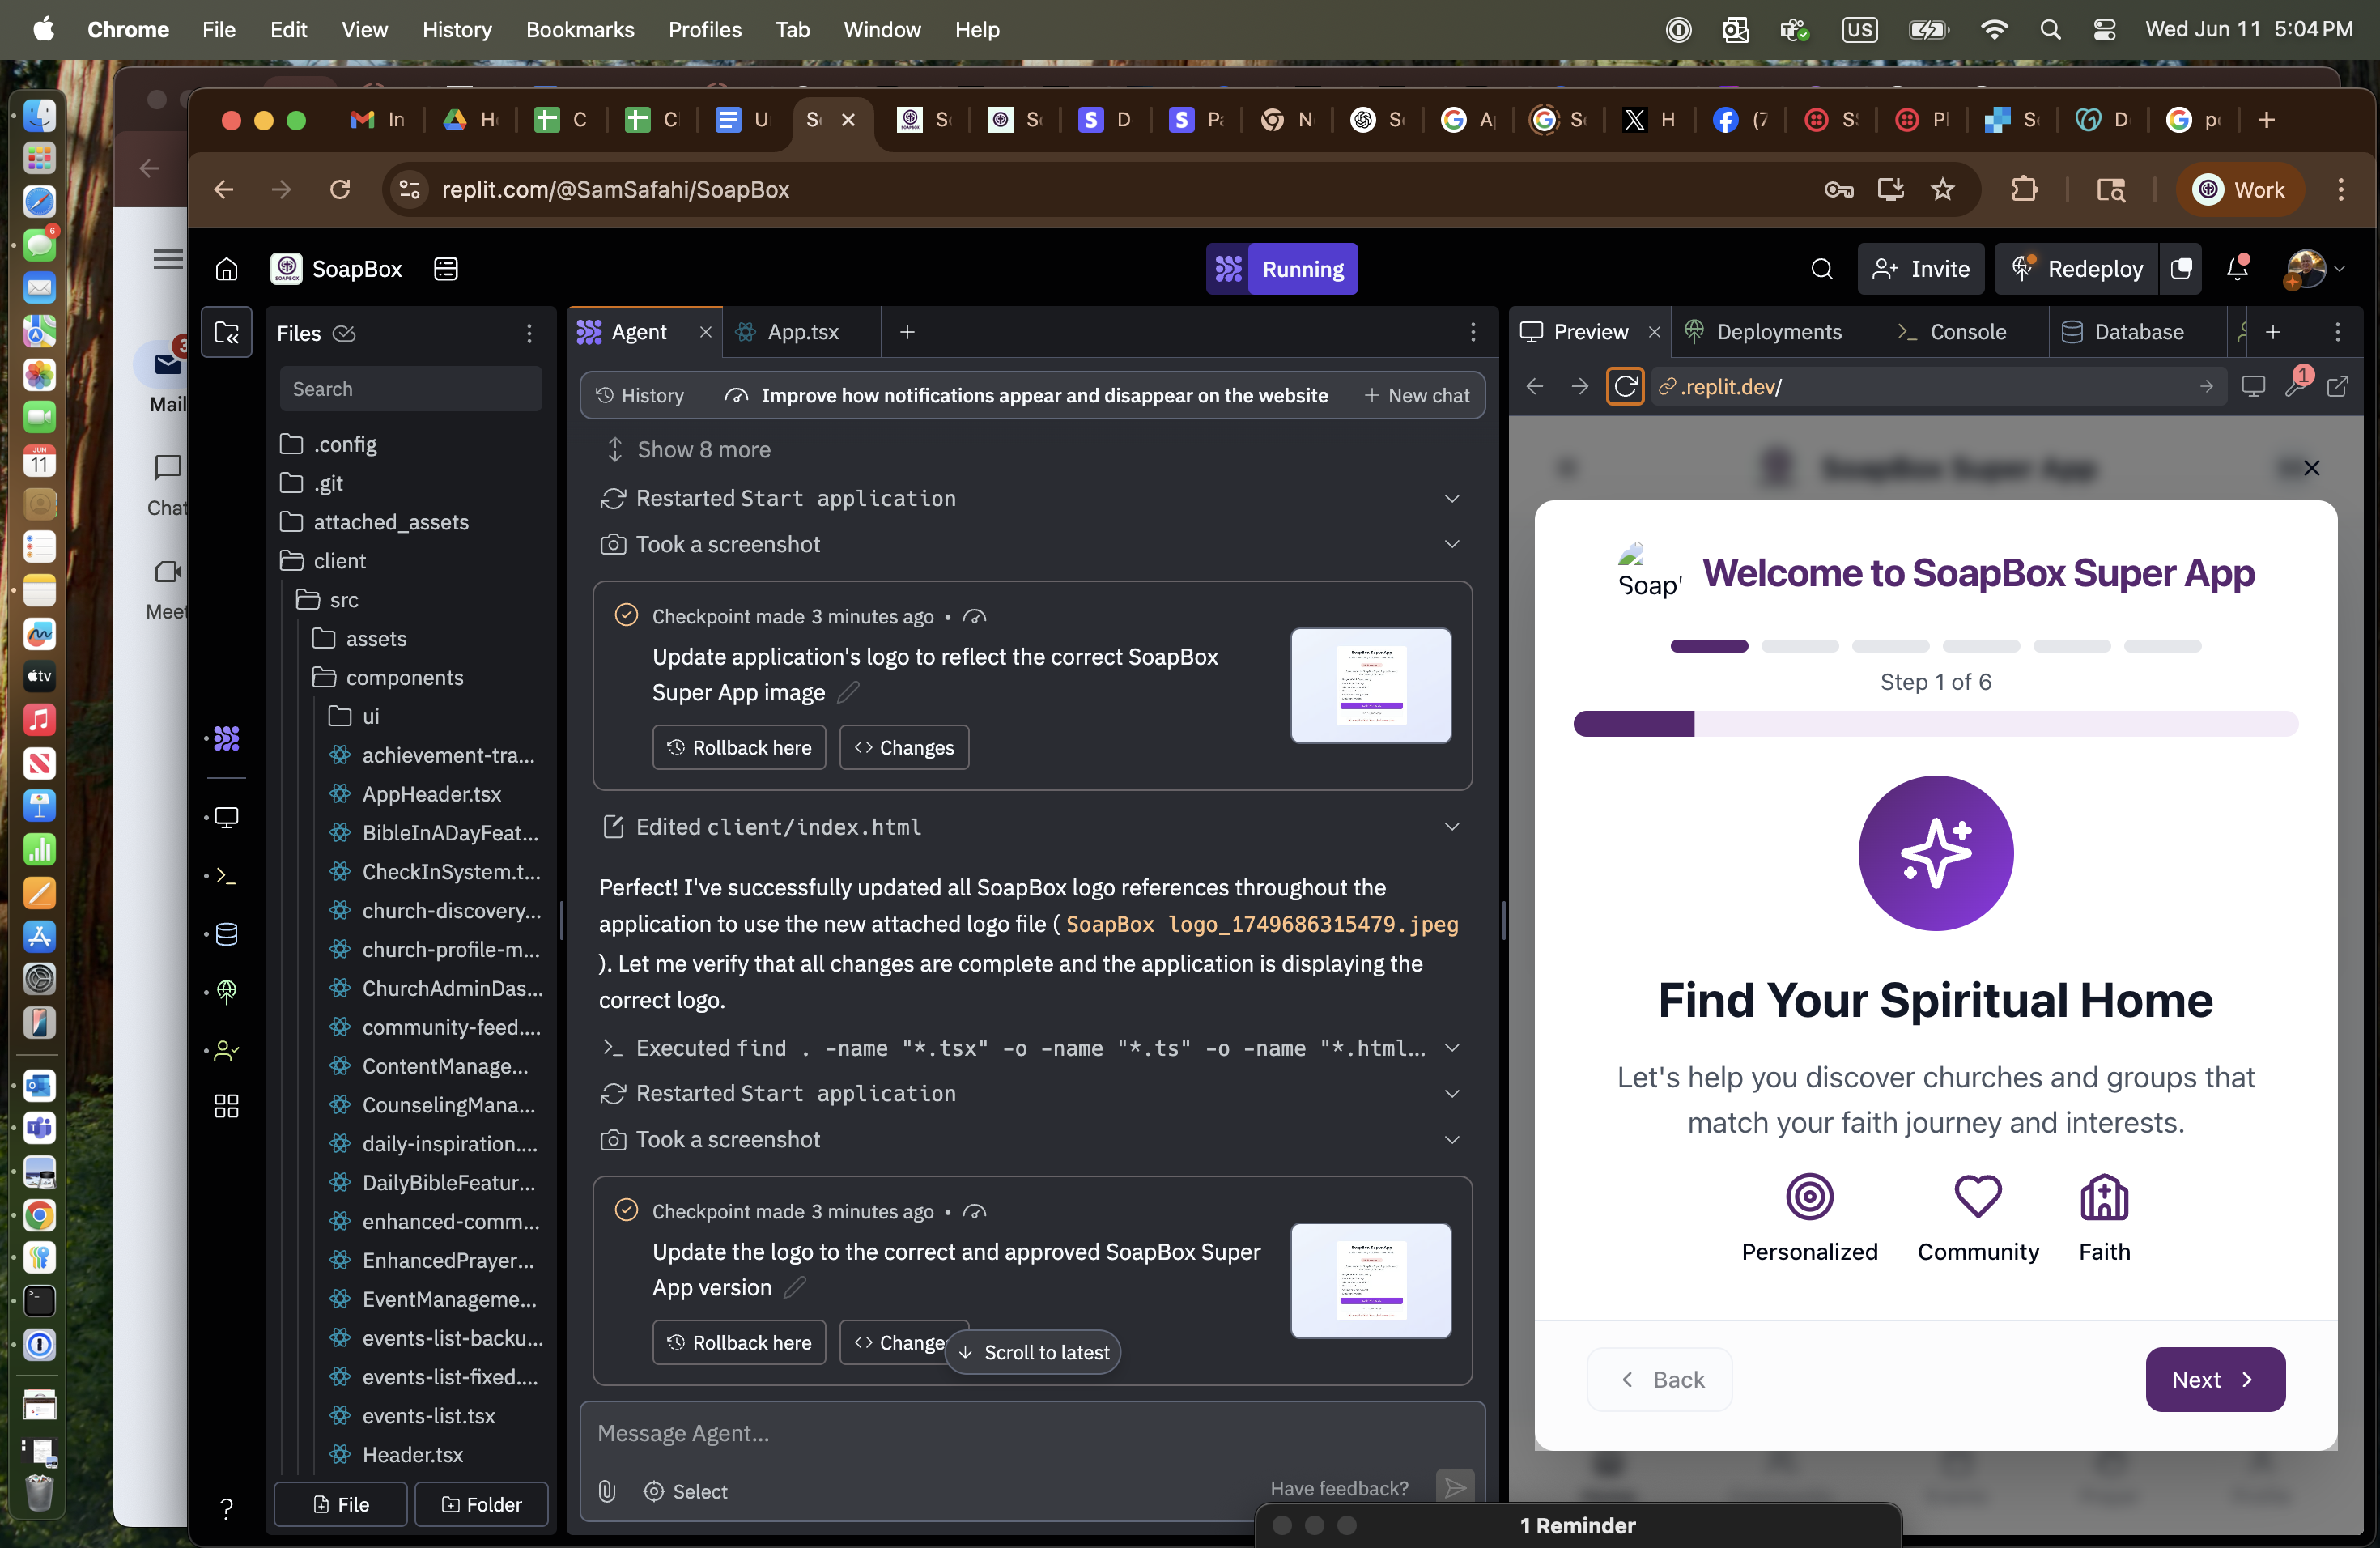 Chrome File Edit View History Bookmarks Profiles Tab Window Help
US
Wed Jun 11 5:04 PM
In
H
C
C
U
S
S
S
D
P
N
S
A
S
X
H
(7
S
P
S
D
p
replit.com/@SamSafahi/SoapBox
Work
6
JUN
11
tv
3
Mail
Chat
Meet
SoapBox
Running
Invite
Redeploy
Files
Search
.config
.git
attached_assets
client
src
assets
components
ui
achievement-tra...
AppHeader.tsx
BibleInADayFeat...
CheckInSystem.t...
church-discovery...
church-profile-m...
ChurchAdminDas...
community-feed....
ContentManage...
CounselingMana...
daily-inspiration....
DailyBibleFeatur...
enhanced-comm...
EnhancedPrayer...
EventManageme...
events-list-backu...
events-list-fixed....
events-list.tsx
Header.tsx
File
Folder
Agent
App.tsx
History
Improve how notifications appear and disappear on the website
New chat
Show 8 more
Restarted Start application
Took a screenshot
Checkpoint made 3 minutes ago •
Update application's logo to reflect the correct SoapBox
Super App image
Rollback here
Changes
Edited client/index.html
Perfect! I've successfully updated all SoapBox logo references throughout the
application to use the new attached logo file ( SoapBox logo_1749686315479.jpeg
). Let me verify that all changes are complete and the application is displaying the
correct logo.
Executed find . -name "*.tsx" -o -name "*.ts" -o -name "*.html...
Restarted Start application
Took a screenshot
Checkpoint made 3 minutes ago •
Update the logo to the correct and approved SoapBox Super
App version
Rollback here
Change
Scroll to latest
Message Agent...
Select
Have feedback?
1 Reminder
Preview
Deployments
Console
Database
.replit.dev/
1
SoapBox Super App
Soap
Welcome to SoapBox Super App
Step 1 of 6
Find Your Spiritual Home
Let's help you discover churches and groups that
match your faith journey and interests.
Personalized
Community
Faith
Back
Next